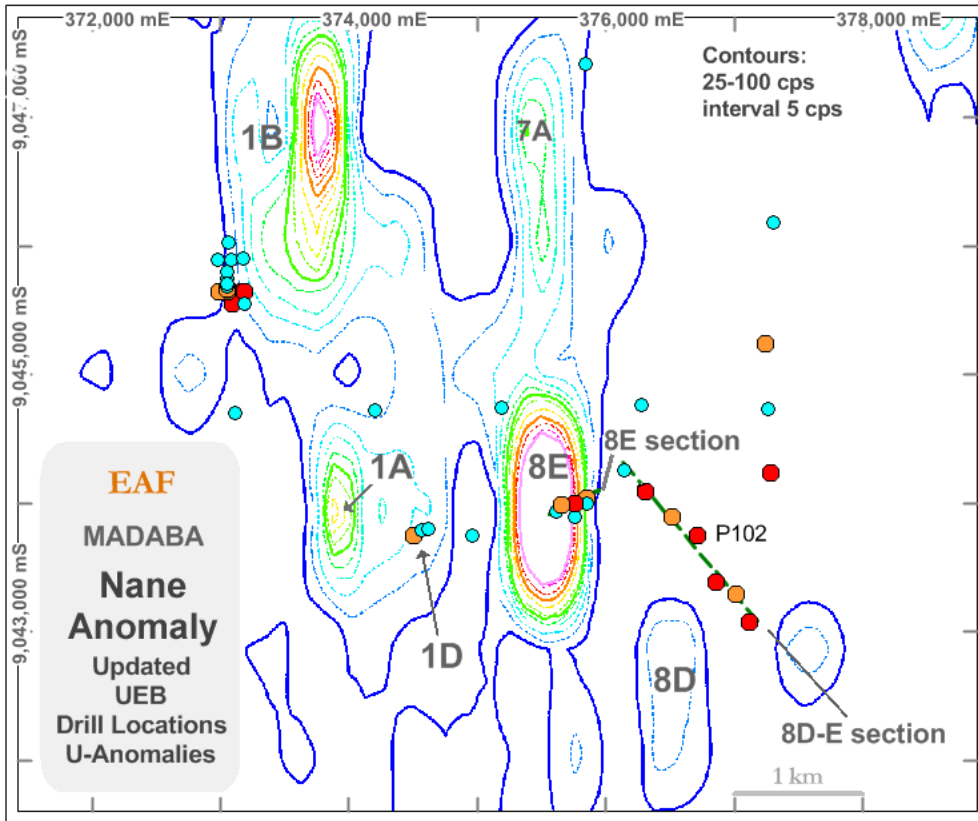 372,000 mE
374,000 mE
376,000 mE
378,000 mE
9,047,000 mS
9,045,000 mS
9,043,000 mS
Contours:
25-100 cps
interval 5 cps
1B
7A
8E section
8E
1A
P102
1D
8D
8D-E section
1 km
EAF
MADABA
Nane
Anomaly
Updated
UEB
Drill Locations
U-Anomalies